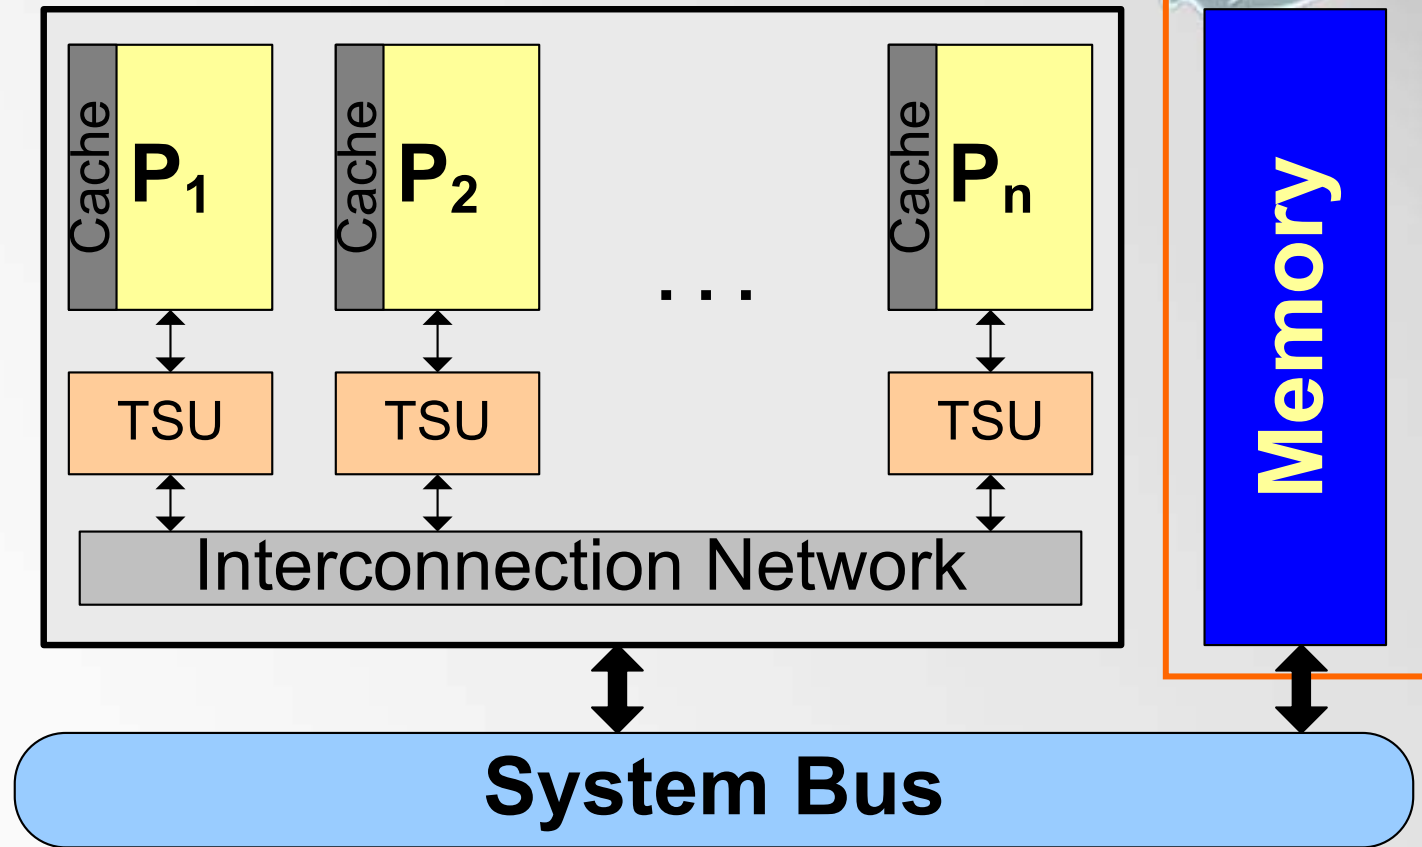 Cache P₁
Cache P₂
Cache Pₙ
. . .
TSU
TSU
TSU
Interconnection Network
Memory
System Bus